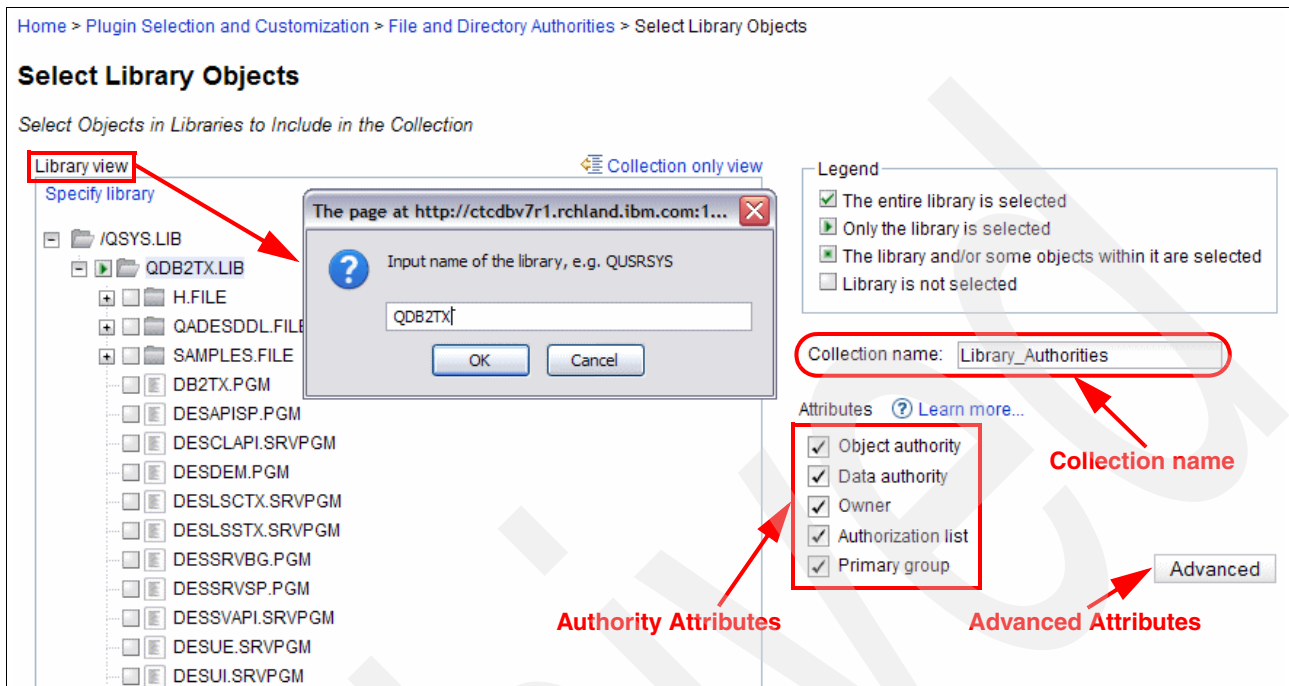 Home > Plugin Selection and Customization > File and Directory Authorities > Select Library Objects
Select Library Objects
Select Objects in Libraries to Include in the Collection
Library view
Collection only view
Specify library
/QSYS.LIB
QDB2TX.LIB
H.FILE
QADESDDL.FILE
SAMPLES.FILE
DB2TX.PGM
DESAPISP.PGM
DESCLAPI.SRVPGM
DESDEM.PGM
DESLSCTX.SRVPGM
DESLSSTX.SRVPGM
DESSRVBG.PGM
DESSRVSP.PGM
DESSVAPI.SRVPGM
DESUE.SRVPGM
DESUI.SRVPGM
The page at http://ctcdbv7r1.rchland.ibm.com:1...
Input name of the library, e.g. QUSRSYS
QDB2TX
OK
Cancel
Legend
The entire library is selected
Only the library is selected
The library and/or some objects within it are selected
Library is not selected
Collection name: Library_Authorities
Collection name
Attributes ? Learn more...
Object authority
Data authority
Owner
Authorization list
Primary group
Advanced
Authority Attributes
Advanced Attributes